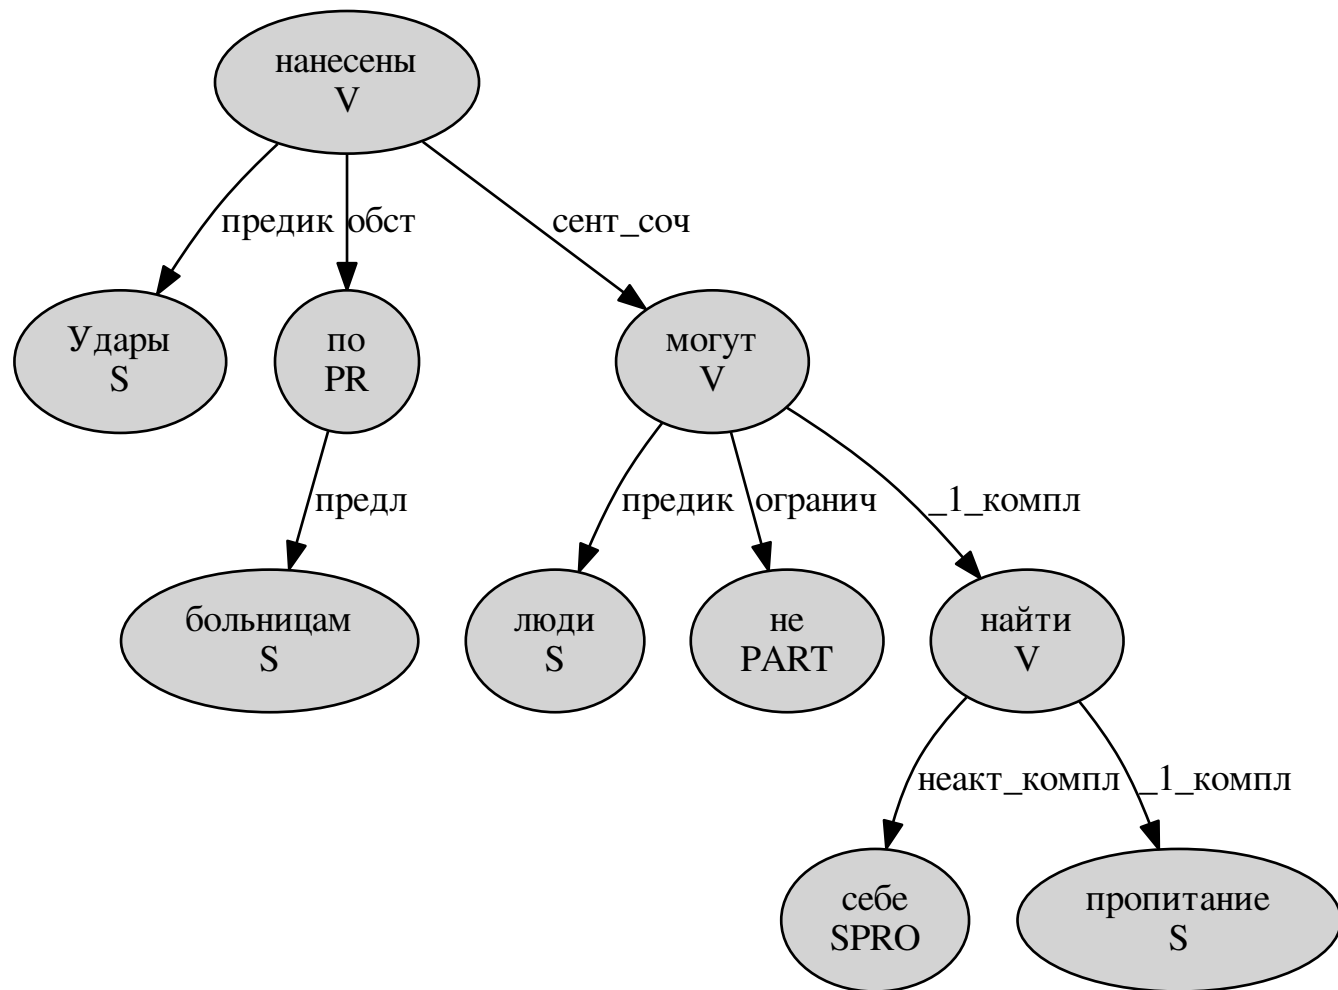 нанесены
V
предик
обст
сент_соч
Удары
S
по
PR
могут
V
предл
предик
огранич
_1_компл
больницам
S
люди
S
не
PART
найти
V
неакт_компл
_1_компл
себе
SPRO
пропитание
S